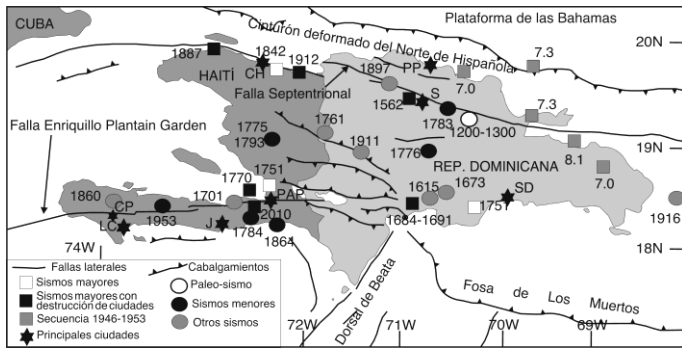 CUBA
Plataforma de las Bahamas
Cinturón deformado del Norte de Hispañola
20N
1887
1842
1912
HAITÍ
CH
1897
PP
7.3
7.0
Falla Septentrional
1562
S
7.3
1783
1200-1300
Falla Enriquillo Plantain Garden
1775
1793
1761
1911
1776
REP. DOMINICANA
8.1
19N
7.0
1770
1751
1860
CP
1701
PAP
1615
1673
SD
1916
1953
LC
J
1784
2010
1864
1684-1691
1751
74W
18N
Fallas laterales
Cabalgamientos
Sismos mayores
Paleo-sismo
Sismos mayores con
destrucción de ciudades
Sismos menores
Secuencia 1946-1953
Otros sismos
Principales ciudades
Dorsal de Beata
Fosa de Los Muertos
72W
71W
70W
69W